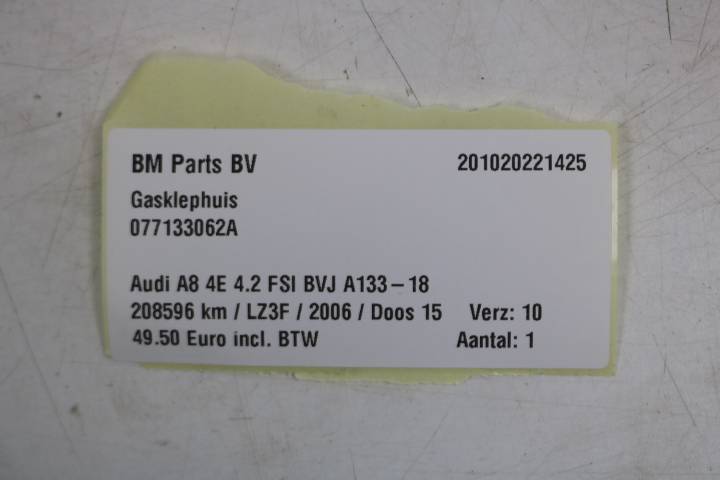 BM Parts BV 201020221425
Gasklephuis
077133062A
Audi A8 4E 4.2 FSI BVJ A133-18
208596 km / LZ3F / 2006 / Doos 15 Verz: 10
49.50 Euro incl. BTW Aantal: 1